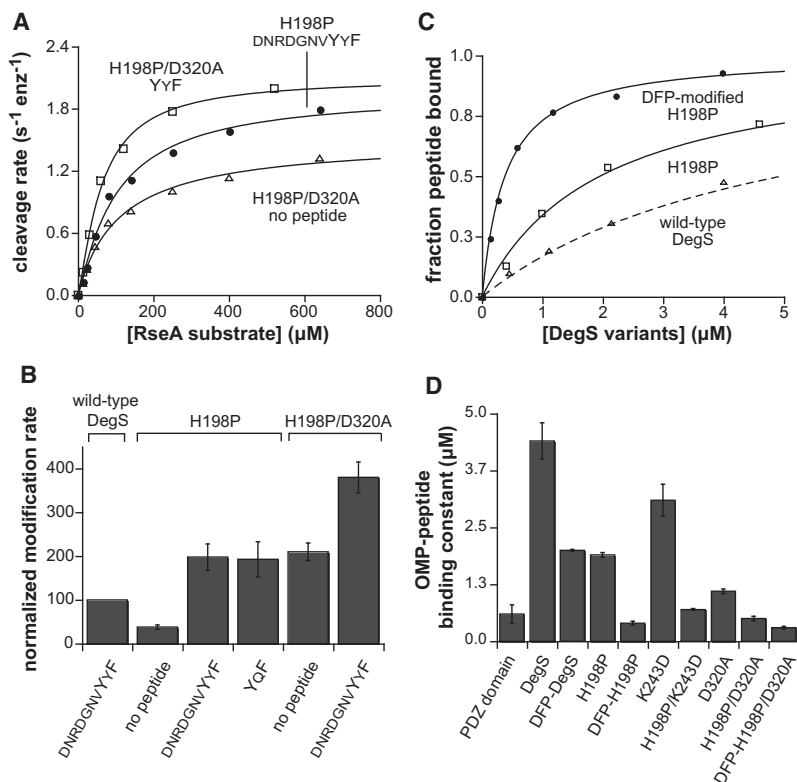 A
cleavage rate (s-1 enz-1)
2.4
1.8
1.2
0.6
0.0
0
200
400
600
800
[RseA substrate] (µM)
H198P/D320A
YYF
H198P
DNRDGNVYYF
H198P/D320A
no peptide
C
fraction peptide bound
1.0
0.8
0.5
0.3
0.0
0
1
2
3
4
5
[DegS variants] (µM)
DFP-modified
H198P
H198P
wild-type
DegS
B
normalized modification rate
wild-type
DegS
H198P
H198P/D320A
400
300
200
100
0
DNRDGNVYYF
no peptide
DNRDGNVYYF
YQF
no peptide
DNRDGNVYYF
D
OMP-peptide
binding constant (µM)
5.0
3.7
2.5
1.3
0.0
PDZ domain
DegS
DFP-DegS
H198P
DFP-H198P
K243D
H198P/K243D
D320A
H198P/D320A
DFP-H198P/D320A